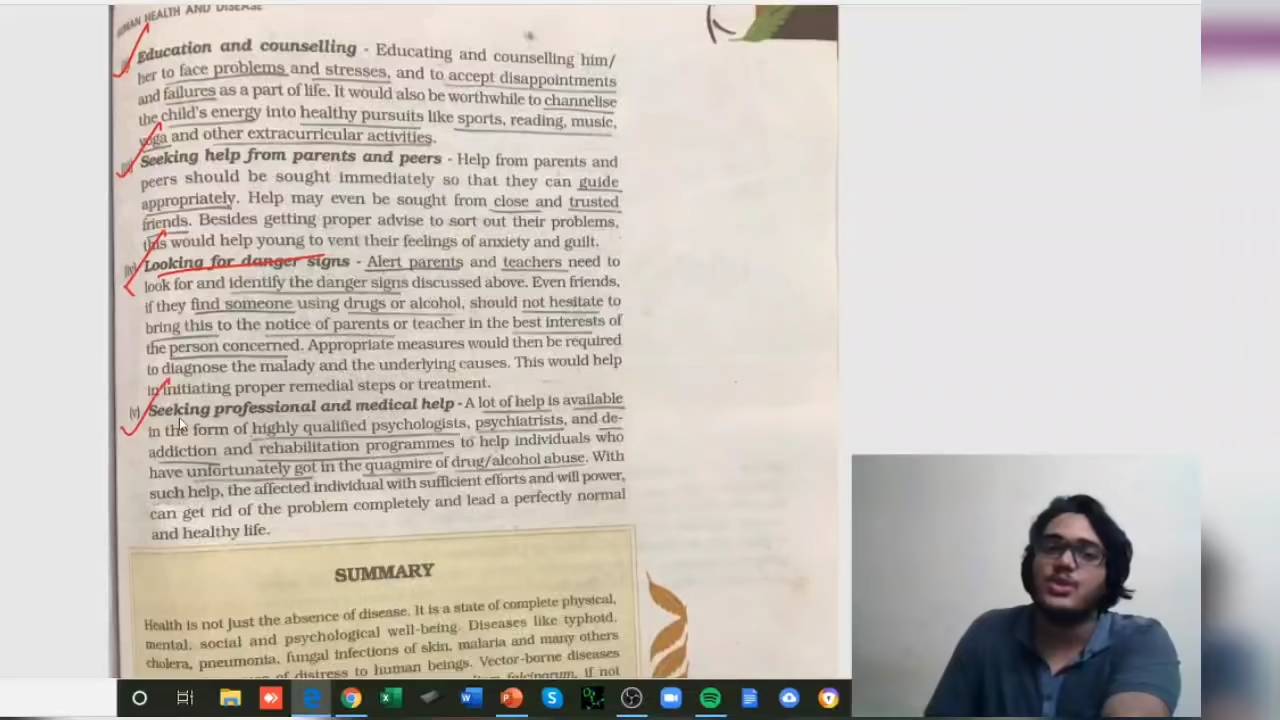 HUMAN HEALTH AND DISEASE
Education and counselling - Educating and counselling him/
her to face problems and stresses, and to accept disappointments
and failures as a part of life. It would also be worthwhile to channelise
the child's energy into healthy pursuits like sports, reading, music,
yoga and other extracurricular activities.
Seeking help from parents and peers - Help from parents and
peers should be sought immediately so that they can guide
appropriately. Help may even be sought from close and trusted
friends. Besides getting proper advise to sort out their problems,
this would help young to vent their feelings of anxiety and guilt.
(iv) Looking for danger signs - Alert parents and teachers need to
look for and identify the danger signs discussed above. Even friends,
if they find someone using drugs or alcohol, should not hesitate to
bring this to the notice of parents or teacher in the best interests of
the person concerned. Appropriate measures would then be required
to diagnose the malady and the underlying causes. This would help
in initiating proper remedial steps or treatment.
(v) Seeking professional and medical help - A lot of help is available
in the form of highly qualified psychologists, psychiatrists, and de-
addiction and rehabilitation programmes to help individuals who
have unfortunately got in the quagmire of drug/alcohol abuse. With
such help, the affected individual with sufficient efforts and will power,
can get rid of the problem completely and lead a perfectly normal
and healthy life.
SUMMARY
Health is not just the absence of disease. It is a state of complete physical,
mental, social and psychological well-being. Diseases like typhoid,
cholera, pneumonia, fungal infections of skin, malaria and many others
of distress to human beings. Vector-borne diseases
falciparum, if not